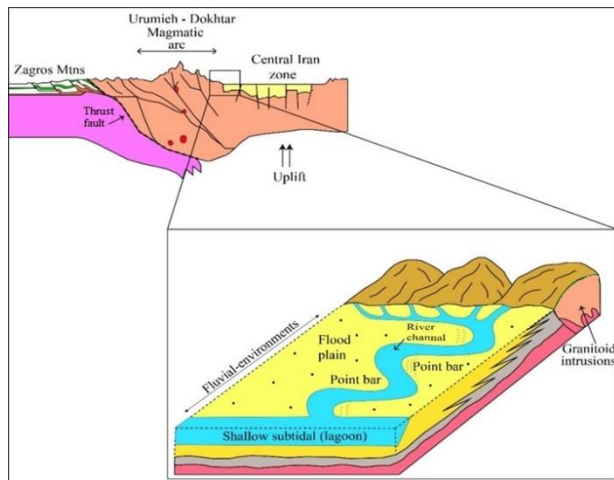 Urumieh - Dokhtar
Magmatic
arc
Central Iran
zone
Zagros Mtns
Thrust
fault
Uplift
Fluvial-environments
Flood
plain
River
channal
Point bar
Point bar
Granitoid
intrusions
Shallow subtidal (lagoon)